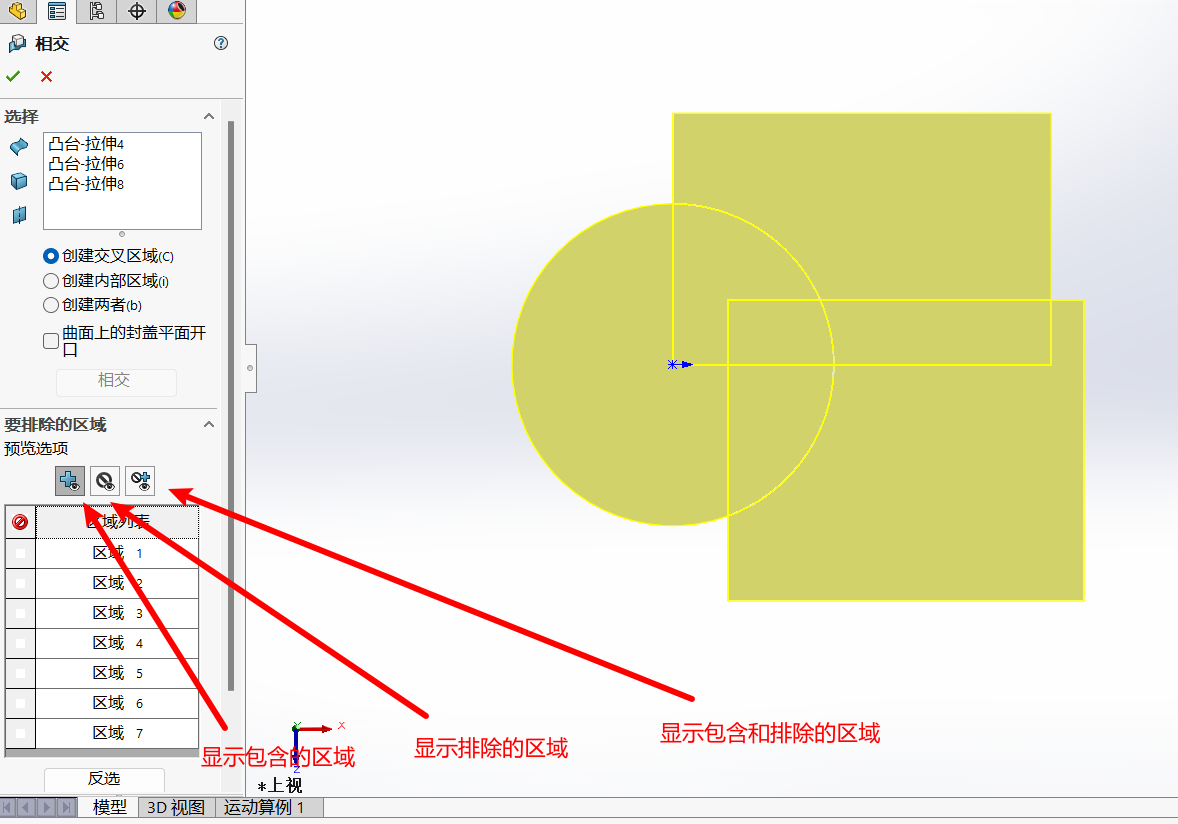 相交
选择
凸台-拉伸4
凸台-拉伸6
凸台-拉伸8
创建交叉区域(C)
创建内部区域(i)
创建两者(b)
曲面上的封盖平面开
口
相交
要排除的区域
预览选项
区域列表
区域 1
区域 2
区域 3
区域 4
区域 5
区域 6
区域 7
反选
显示包含的区域
显示排除的区域
显示包含和排除的区域
Y
X
Z
*上视
模型
3D 视图
运动算例 1